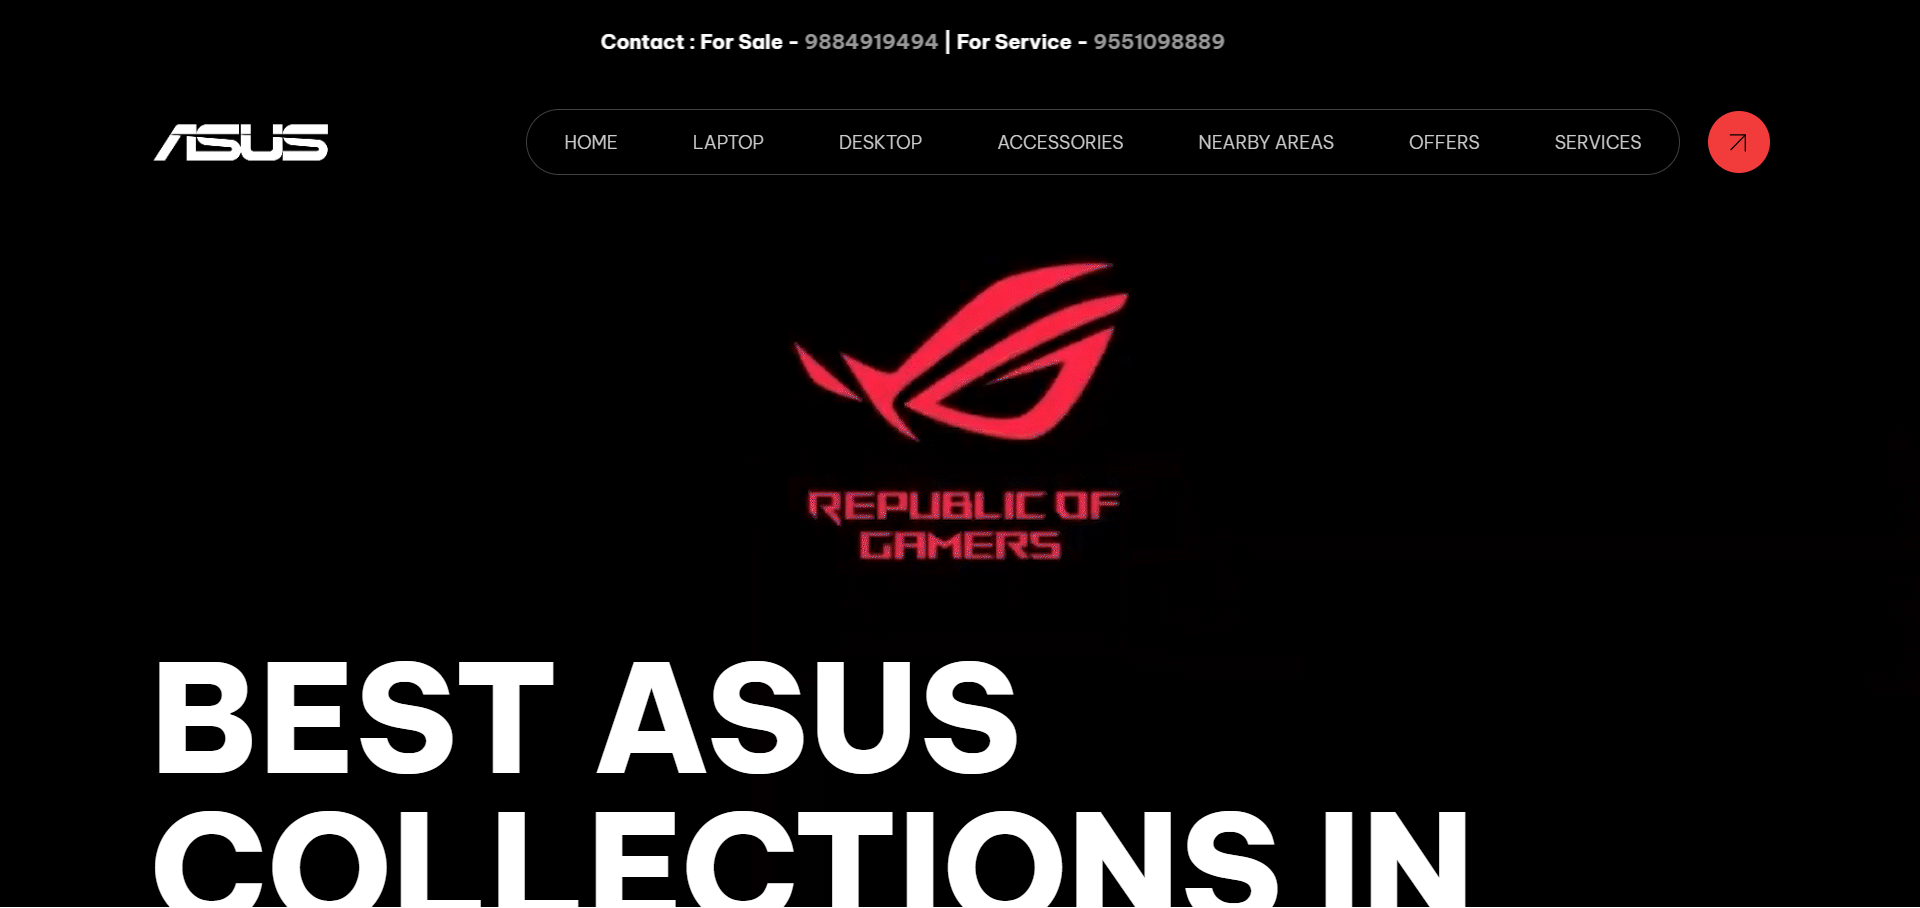 Contact : For Sale - 9884919494 | For Service - 9551098889
ASUS
HOME
LAPTOP
DESKTOP
ACCESSORIES
NEARBY AREAS
OFFERS
SERVICES
REPUBLIC OF
GAMERS
BEST ASUS
COLLECTIONS IN